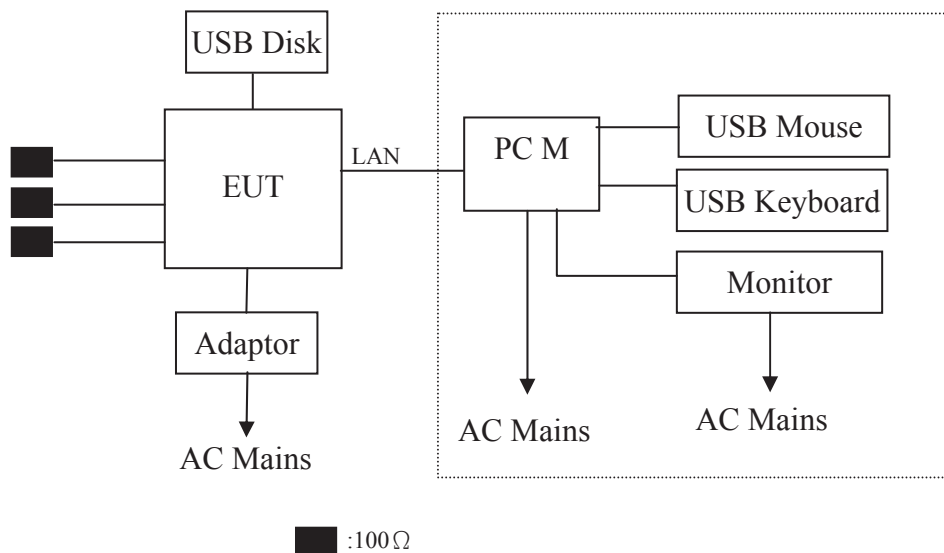 USB Disk
EUT
LAN
PC M
USB Mouse
USB Keyboard
Monitor
Adaptor
AC Mains
AC Mains
AC Mains
:100Ω